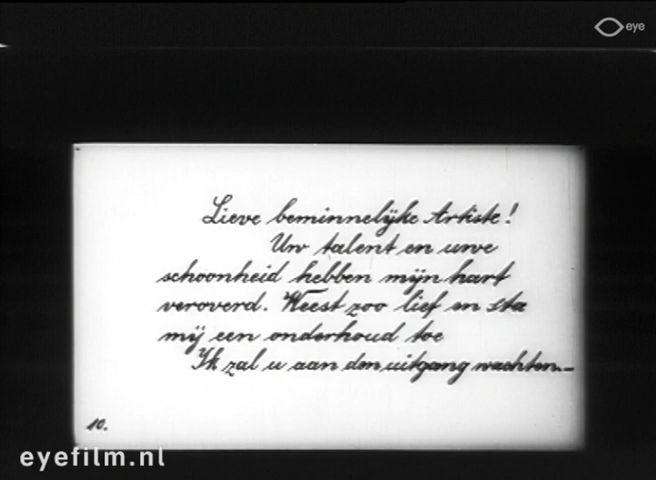 eye
Lieve beminnelijke Artiste!
Uw talent en uwe
schoonheid hebben mijn hart
veroverd. Weest zoo lief en sta
mij een onderhoud toe
Ik zal u aan den uitgang wachten._
10.
eyefilm.nl